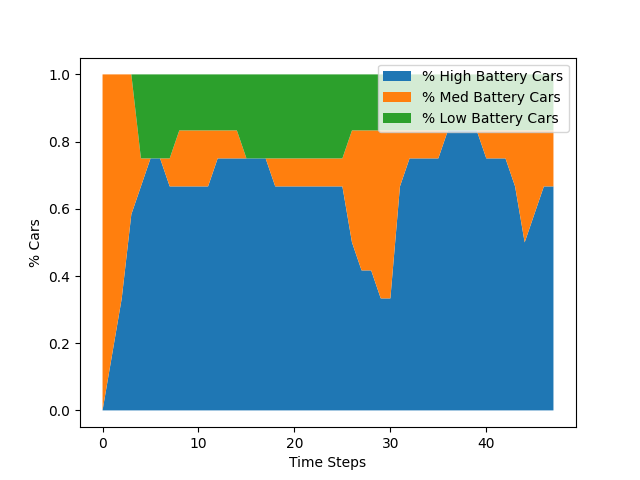 % High Battery Cars
% Med Battery Cars
% Low Battery Cars
1.0
0.8
0.6
0.4
0.2
0.0
% Cars
0 10 20 30 40
Time Steps